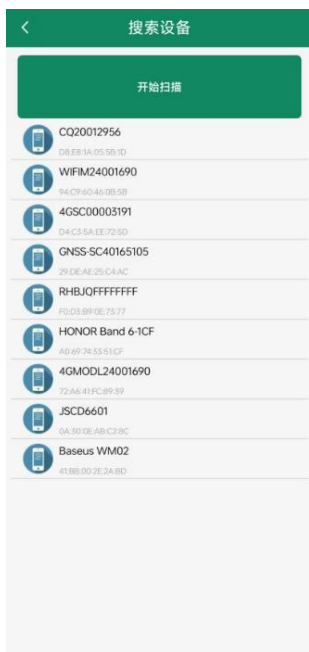 搜索设备
开始扫描
CQ20012956
D8:E8:1A:05:5B:1D
WIFIM24001690
94:C9:60:46:0B:5B
4GSC00003191
D4:C3:5A:EE:72:5D
GNSS-SC40165105
29:DE:AE:25:C4:AC
RHBJQFFFFFFF
F0:D3:B9:0E:73:77
HONOR Band 6-1CF
A0:69:74:53:51:CF
4GMODL24001690
72:A6:41:FC:89:39
JSCD6601
0A:30:0E:AB:C2:8C
Baseus WM02
41:BB:00:2E:2A:BD